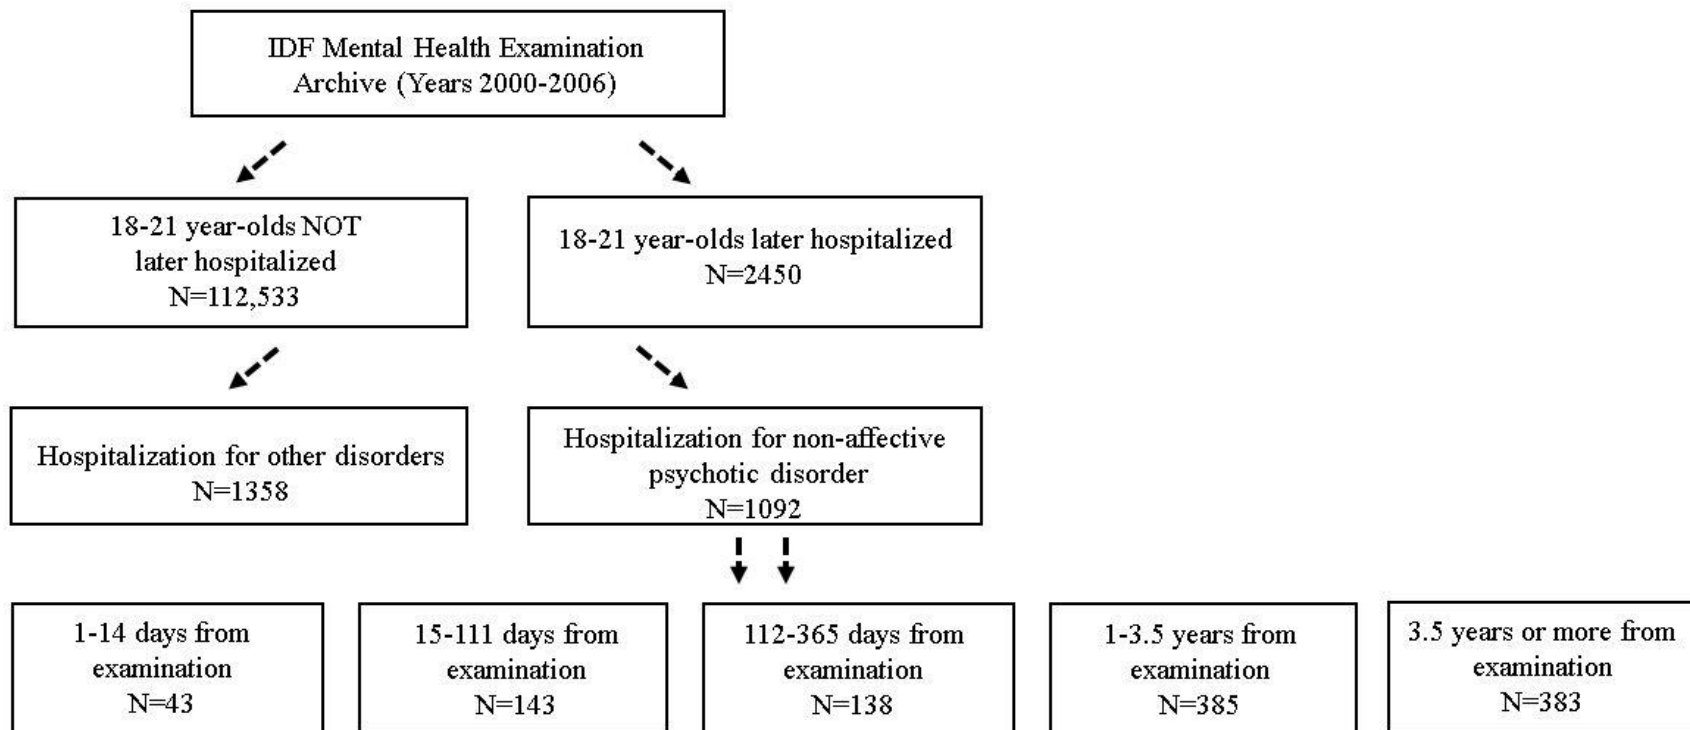 IDF Mental Health Examination
Archive (Years 2000-2006)
18-21 year-olds NOT
later hospitalized
N=112,533
18-21 year-olds later hospitalized
N=2450
Hospitalization for other disorders
N=1358
Hospitalization for non-affective
psychotic disorder
N=1092
1-14 days from
examination
N=43
15-111 days from
examination
N=143
112-365 days from
examination
N=138
1-3.5 years from
examination
N=385
3.5 years or more from
examination
N=383